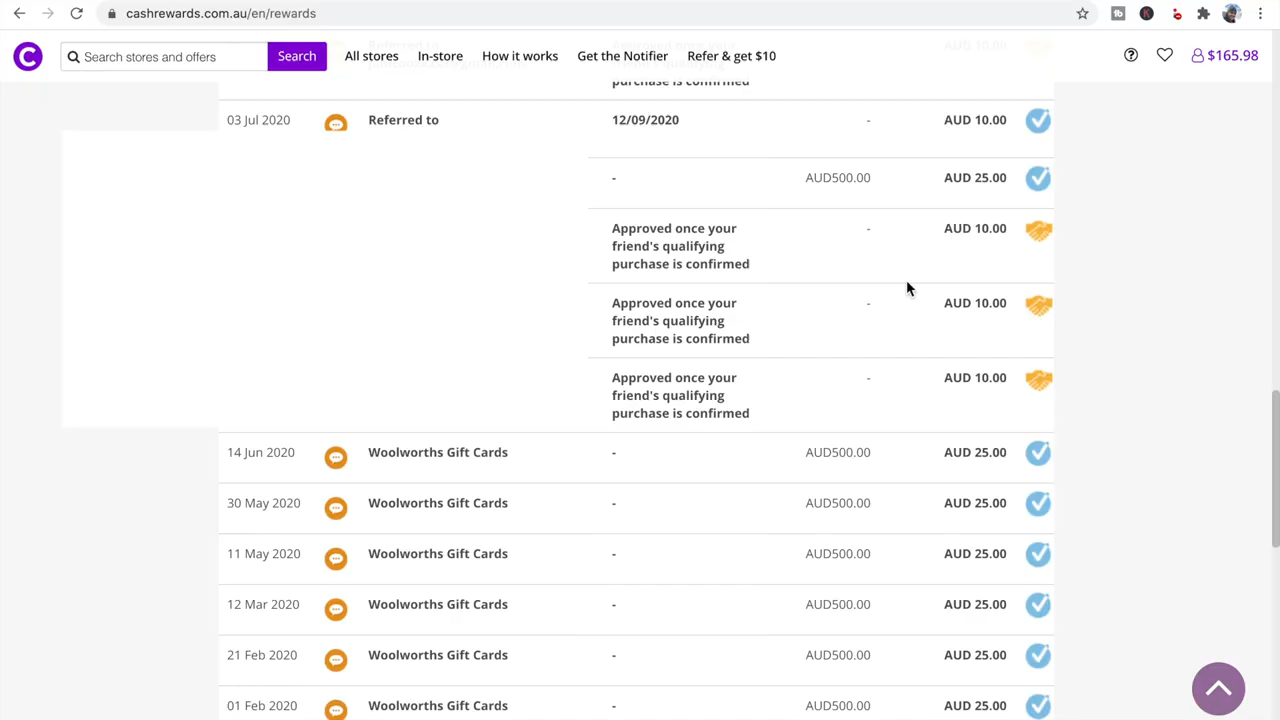 cashrewards.com.au/en/rewards
C Search stores and offers Search All stores In-store How it works Get the Notifier Refer & get $10 $165.98
purchase is confirmed
03 Jul 2020 Referred to 12/09/2020 - AUD 10.00
- AUD500.00 AUD 25.00
Approved once your - AUD 10.00
friend's qualifying
purchase is confirmed
Approved once your - AUD 10.00
friend's qualifying
purchase is confirmed
Approved once your - AUD 10.00
friend's qualifying
purchase is confirmed
14 Jun 2020 Woolworths Gift Cards - AUD500.00 AUD 25.00
30 May 2020 Woolworths Gift Cards - AUD500.00 AUD 25.00
11 May 2020 Woolworths Gift Cards - AUD500.00 AUD 25.00
12 Mar 2020 Woolworths Gift Cards - AUD500.00 AUD 25.00
21 Feb 2020 Woolworths Gift Cards - AUD500.00 AUD 25.00
01 Feb 2020 Woolworths Gift Cards - AUD500.00 AUD 25.00